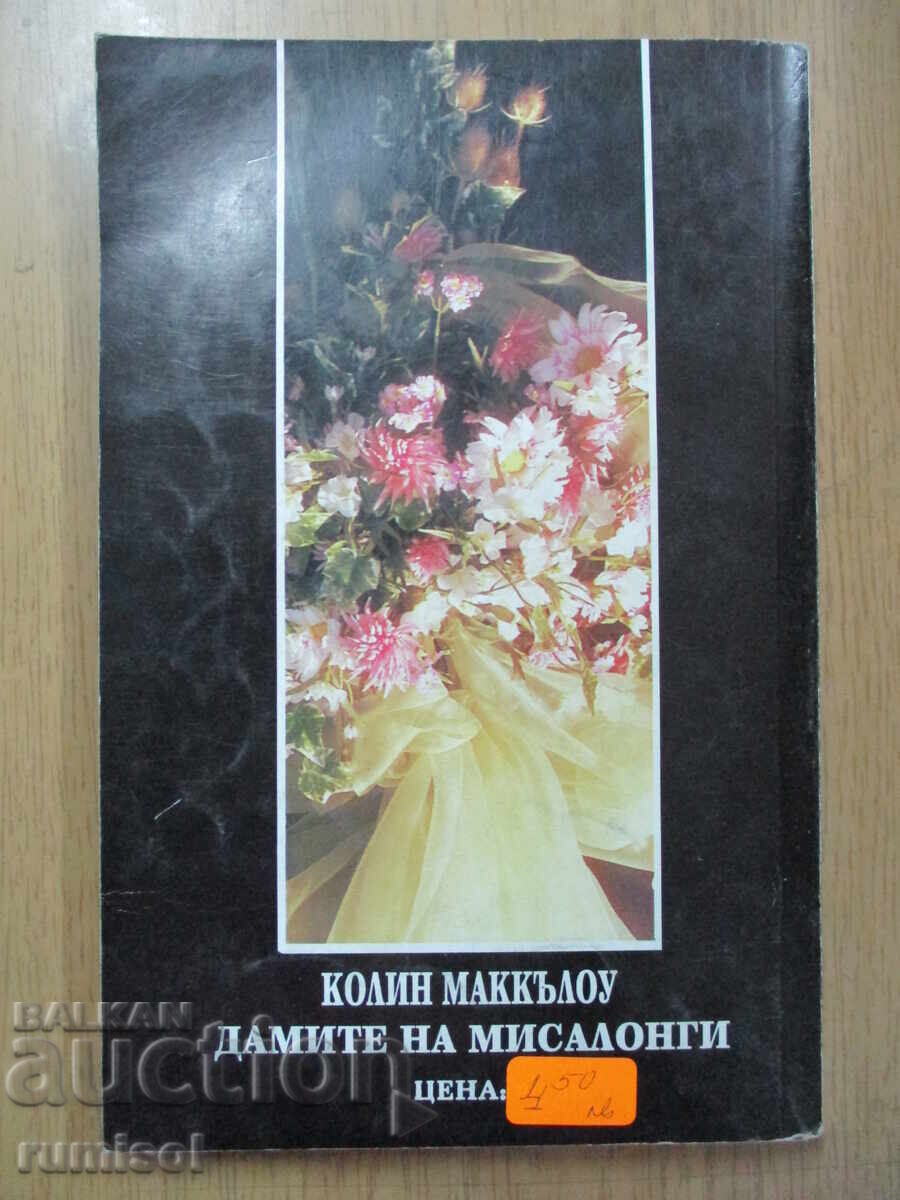 КОЛИН МАККЪЛОУ
ДАМИТЕ НА МИСАЛОНГИ
ЦЕНА: 4 50 лв
BALKAN
auction
rumisol